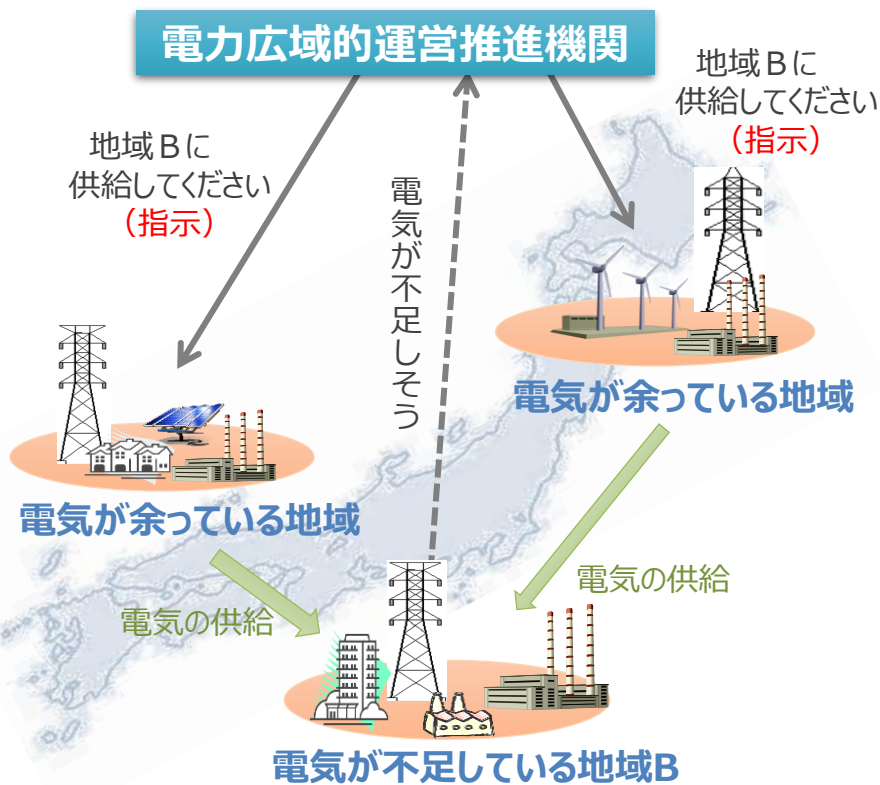 電力広域的運営推進機関
地域Bに
供給してください
（指示）
地域Bに
供給してください
（指示）
電気が不足しそう
電気が余っている地域
電気が余っている地域
電気の供給
電気の供給
電気が不足している地域B